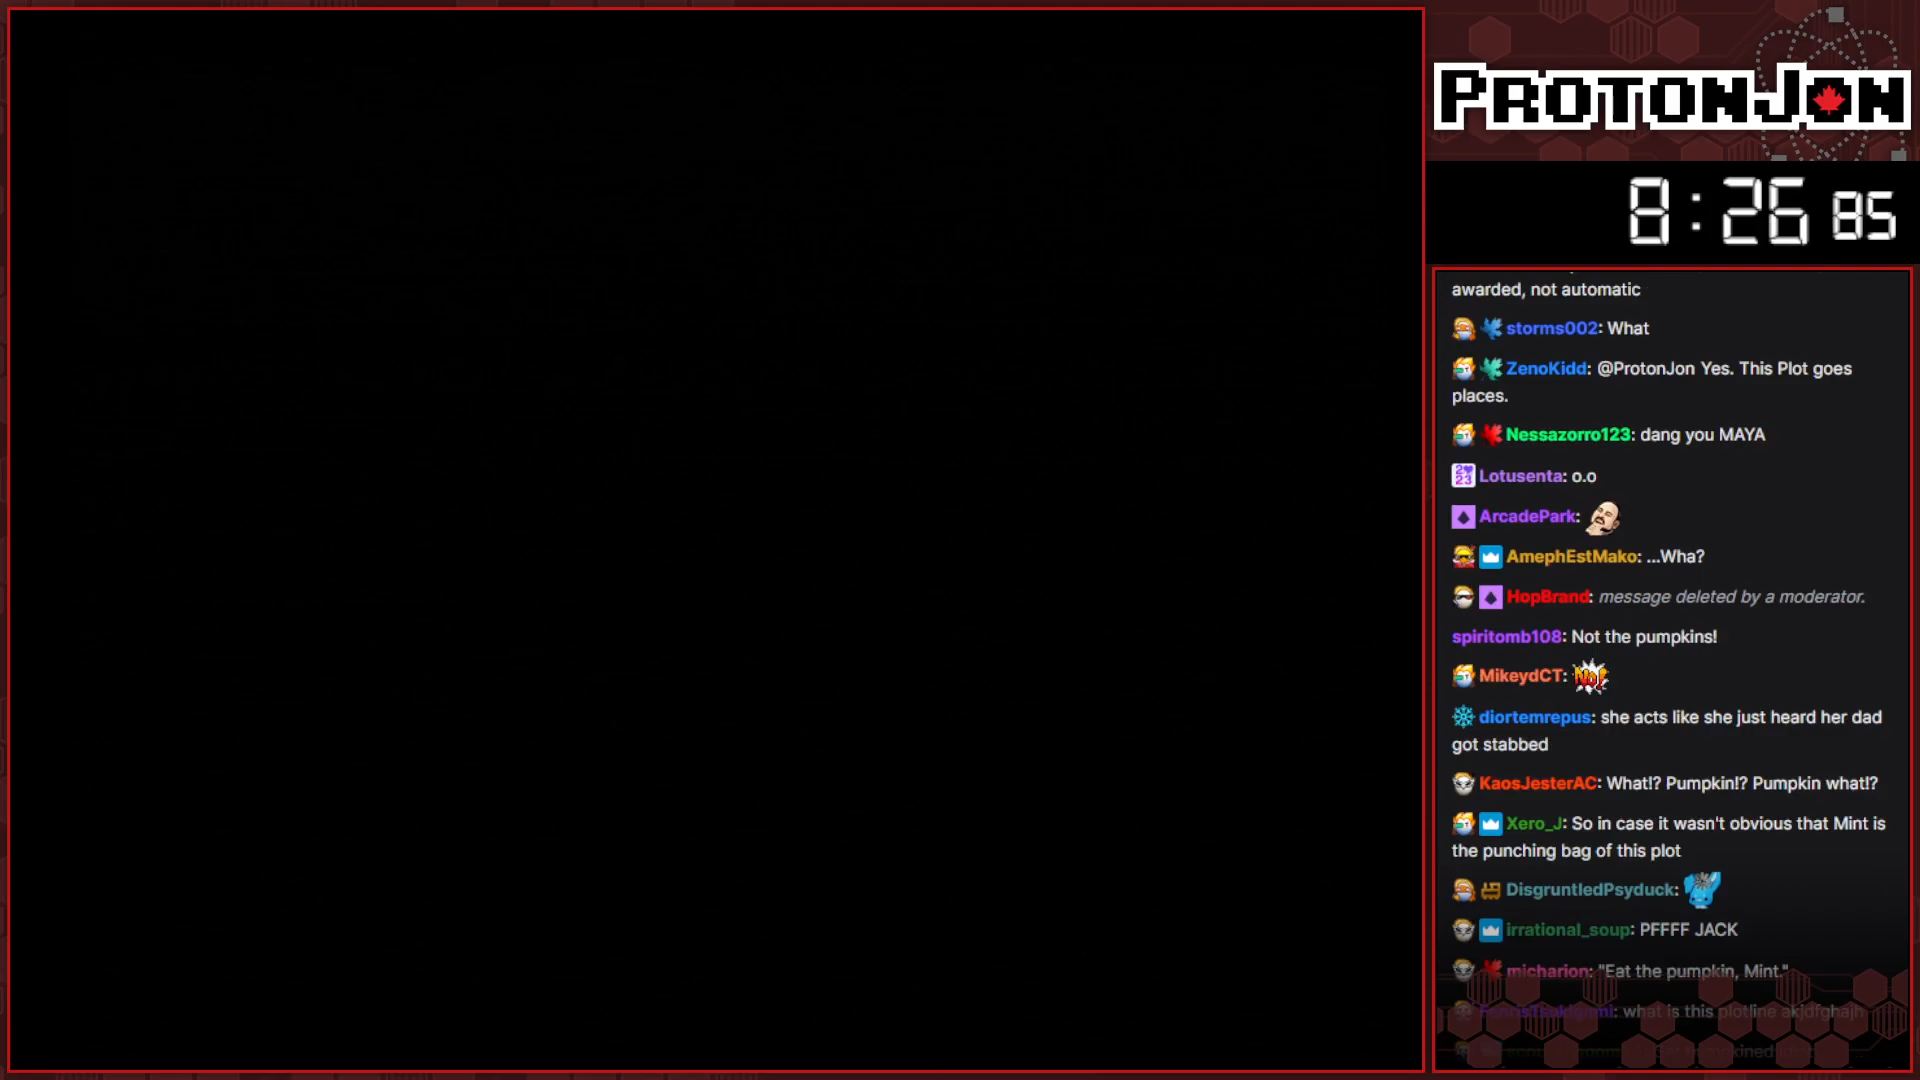 PROTONJON
8:26 85
awarded, not automatic
storms002: What
ZenoKidd: @ProtonJon Yes. This Plot goes
places.
Nessazorro123: dang you MAYA
Lotusenta: o.o
ArcadePark:
AmephEstMako: ...Wha?
HopBrand: message deleted by a moderator.
spiritomb108: Not the pumpkins!
MikeydCT: NO!
diortemrepus: she acts like she just heard her dad
got stabbed
KaosJesterAC: What!? Pumpkin!? Pumpkin what!?
Xero_J: So in case it wasn't obvious that Mint is
the punching bag of this plot
DisgruntledPsyduck:
irrational_soup: PFFFF JACK
micharion: "Eat the pumpkin, Mint."
what is this plotline akjdfghajh